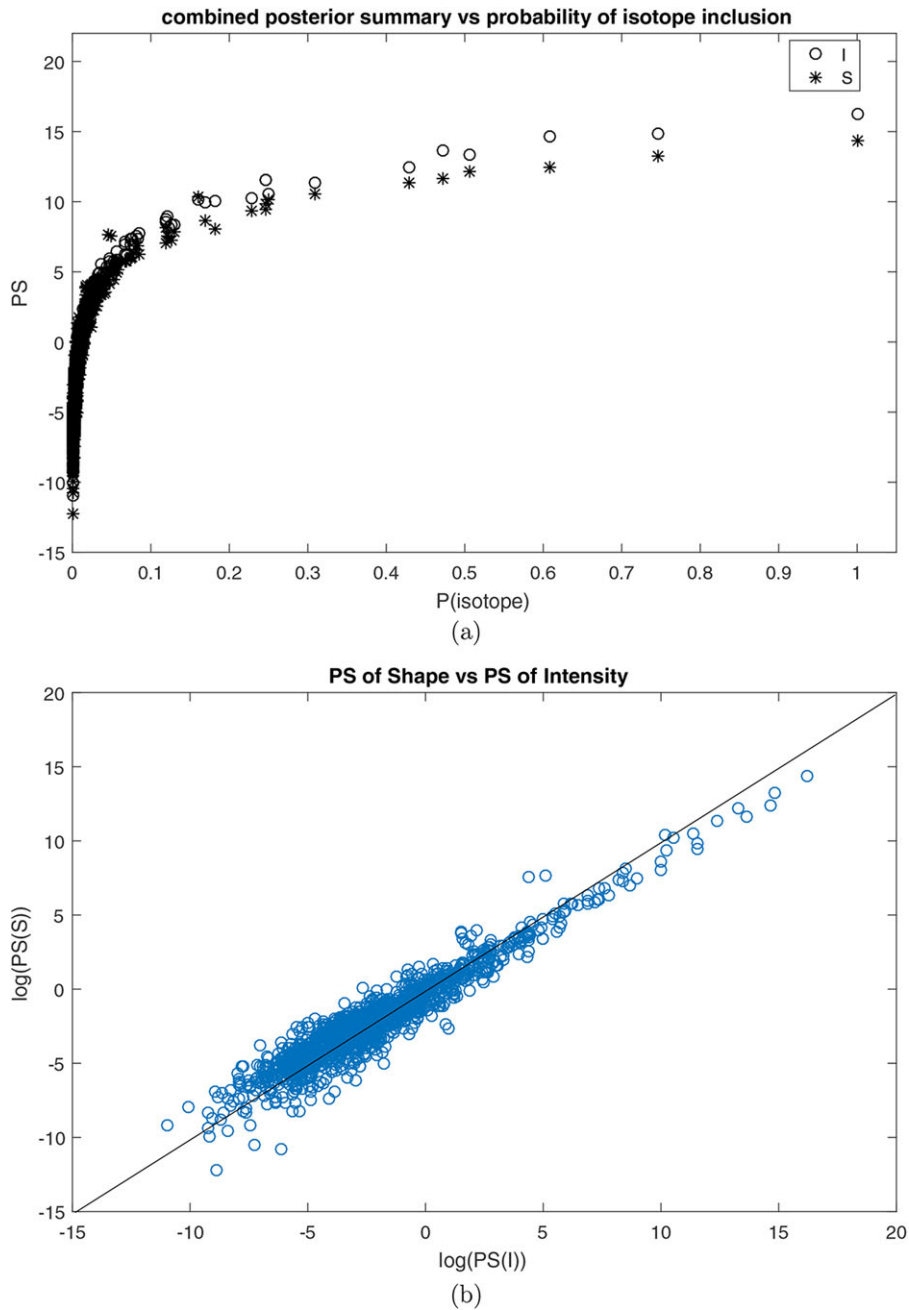 combined posterior summary vs probability of isotope inclusion
20
15
10
5
0
-5
-10
-15
PS
I
S
0 0.1 0.2 0.3 0.4 0.5 0.6 0.7 0.8 0.9 1
P(isotope)
(a)
PS of Shape vs PS of Intensity
20
15
10
5
0
-5
-10
-15
log(PS(S))
-15 -10 -5 0 5 10 15 20
log(PS(I))
(b)